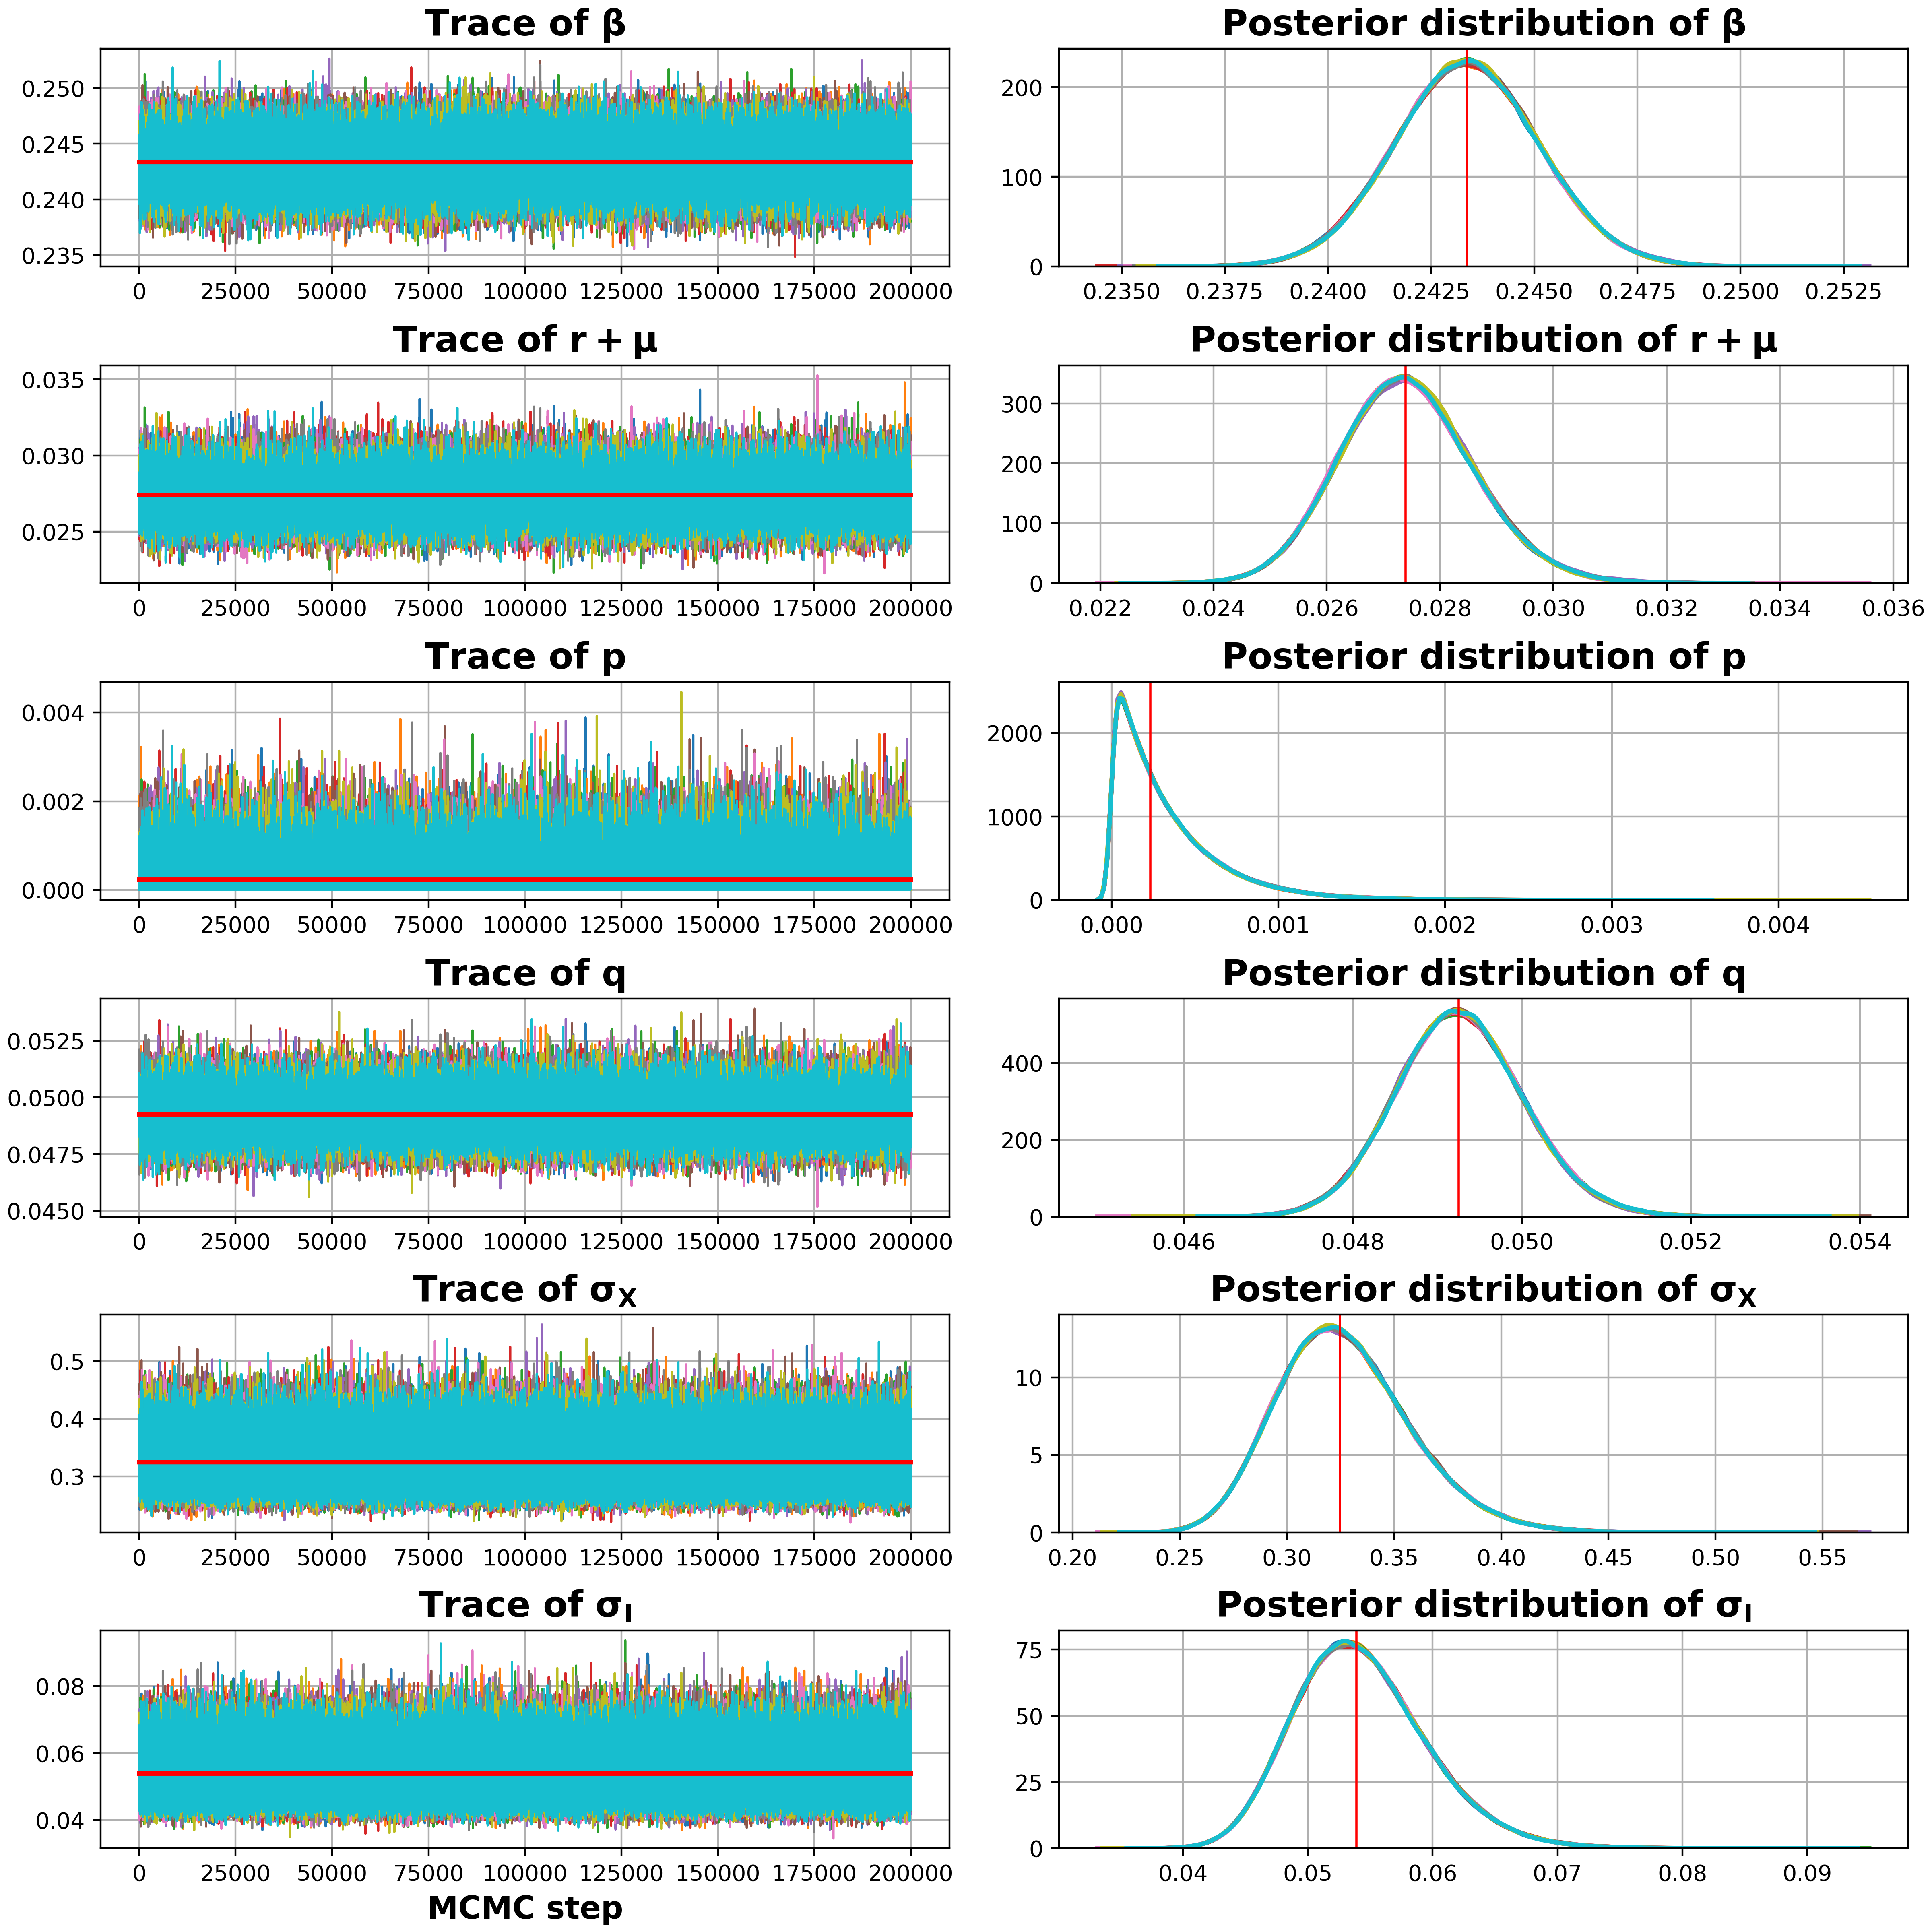 Trace of β
0.250
0.245
0.240
0.235
0 25000 50000 75000 100000 125000 150000 175000 200000
Posterior distribution of β
200
100
0
0.2350 0.2375 0.2400 0.2425 0.2450 0.2475 0.2500 0.2525
Trace of r + μ
0.035
0.030
0.025
0 25000 50000 75000 100000 125000 150000 175000 200000
Posterior distribution of r + μ
300
200
100
0
0.022 0.024 0.026 0.028 0.030 0.032 0.034 0.036
Trace of p
0.004
0.002
0.000
0 25000 50000 75000 100000 125000 150000 175000 200000
Posterior distribution of p
2000
1000
0
0.000 0.001 0.002 0.003 0.004
Trace of q
0.0525
0.0500
0.0475
0.0450
0 25000 50000 75000 100000 125000 150000 175000 200000
Posterior distribution of q
400
200
0
0.046 0.048 0.050 0.052 0.054
Trace of σX
0.5
0.4
0.3
0 25000 50000 75000 100000 125000 150000 175000 200000
Posterior distribution of σX
10
5
0
0.20 0.25 0.30 0.35 0.40 0.45 0.50 0.55
Trace of σI
0.08
0.06
0.04
0 25000 50000 75000 100000 125000 150000 175000 200000
MCMC step
Posterior distribution of σI
75
50
25
0
0.04 0.05 0.06 0.07 0.08 0.09